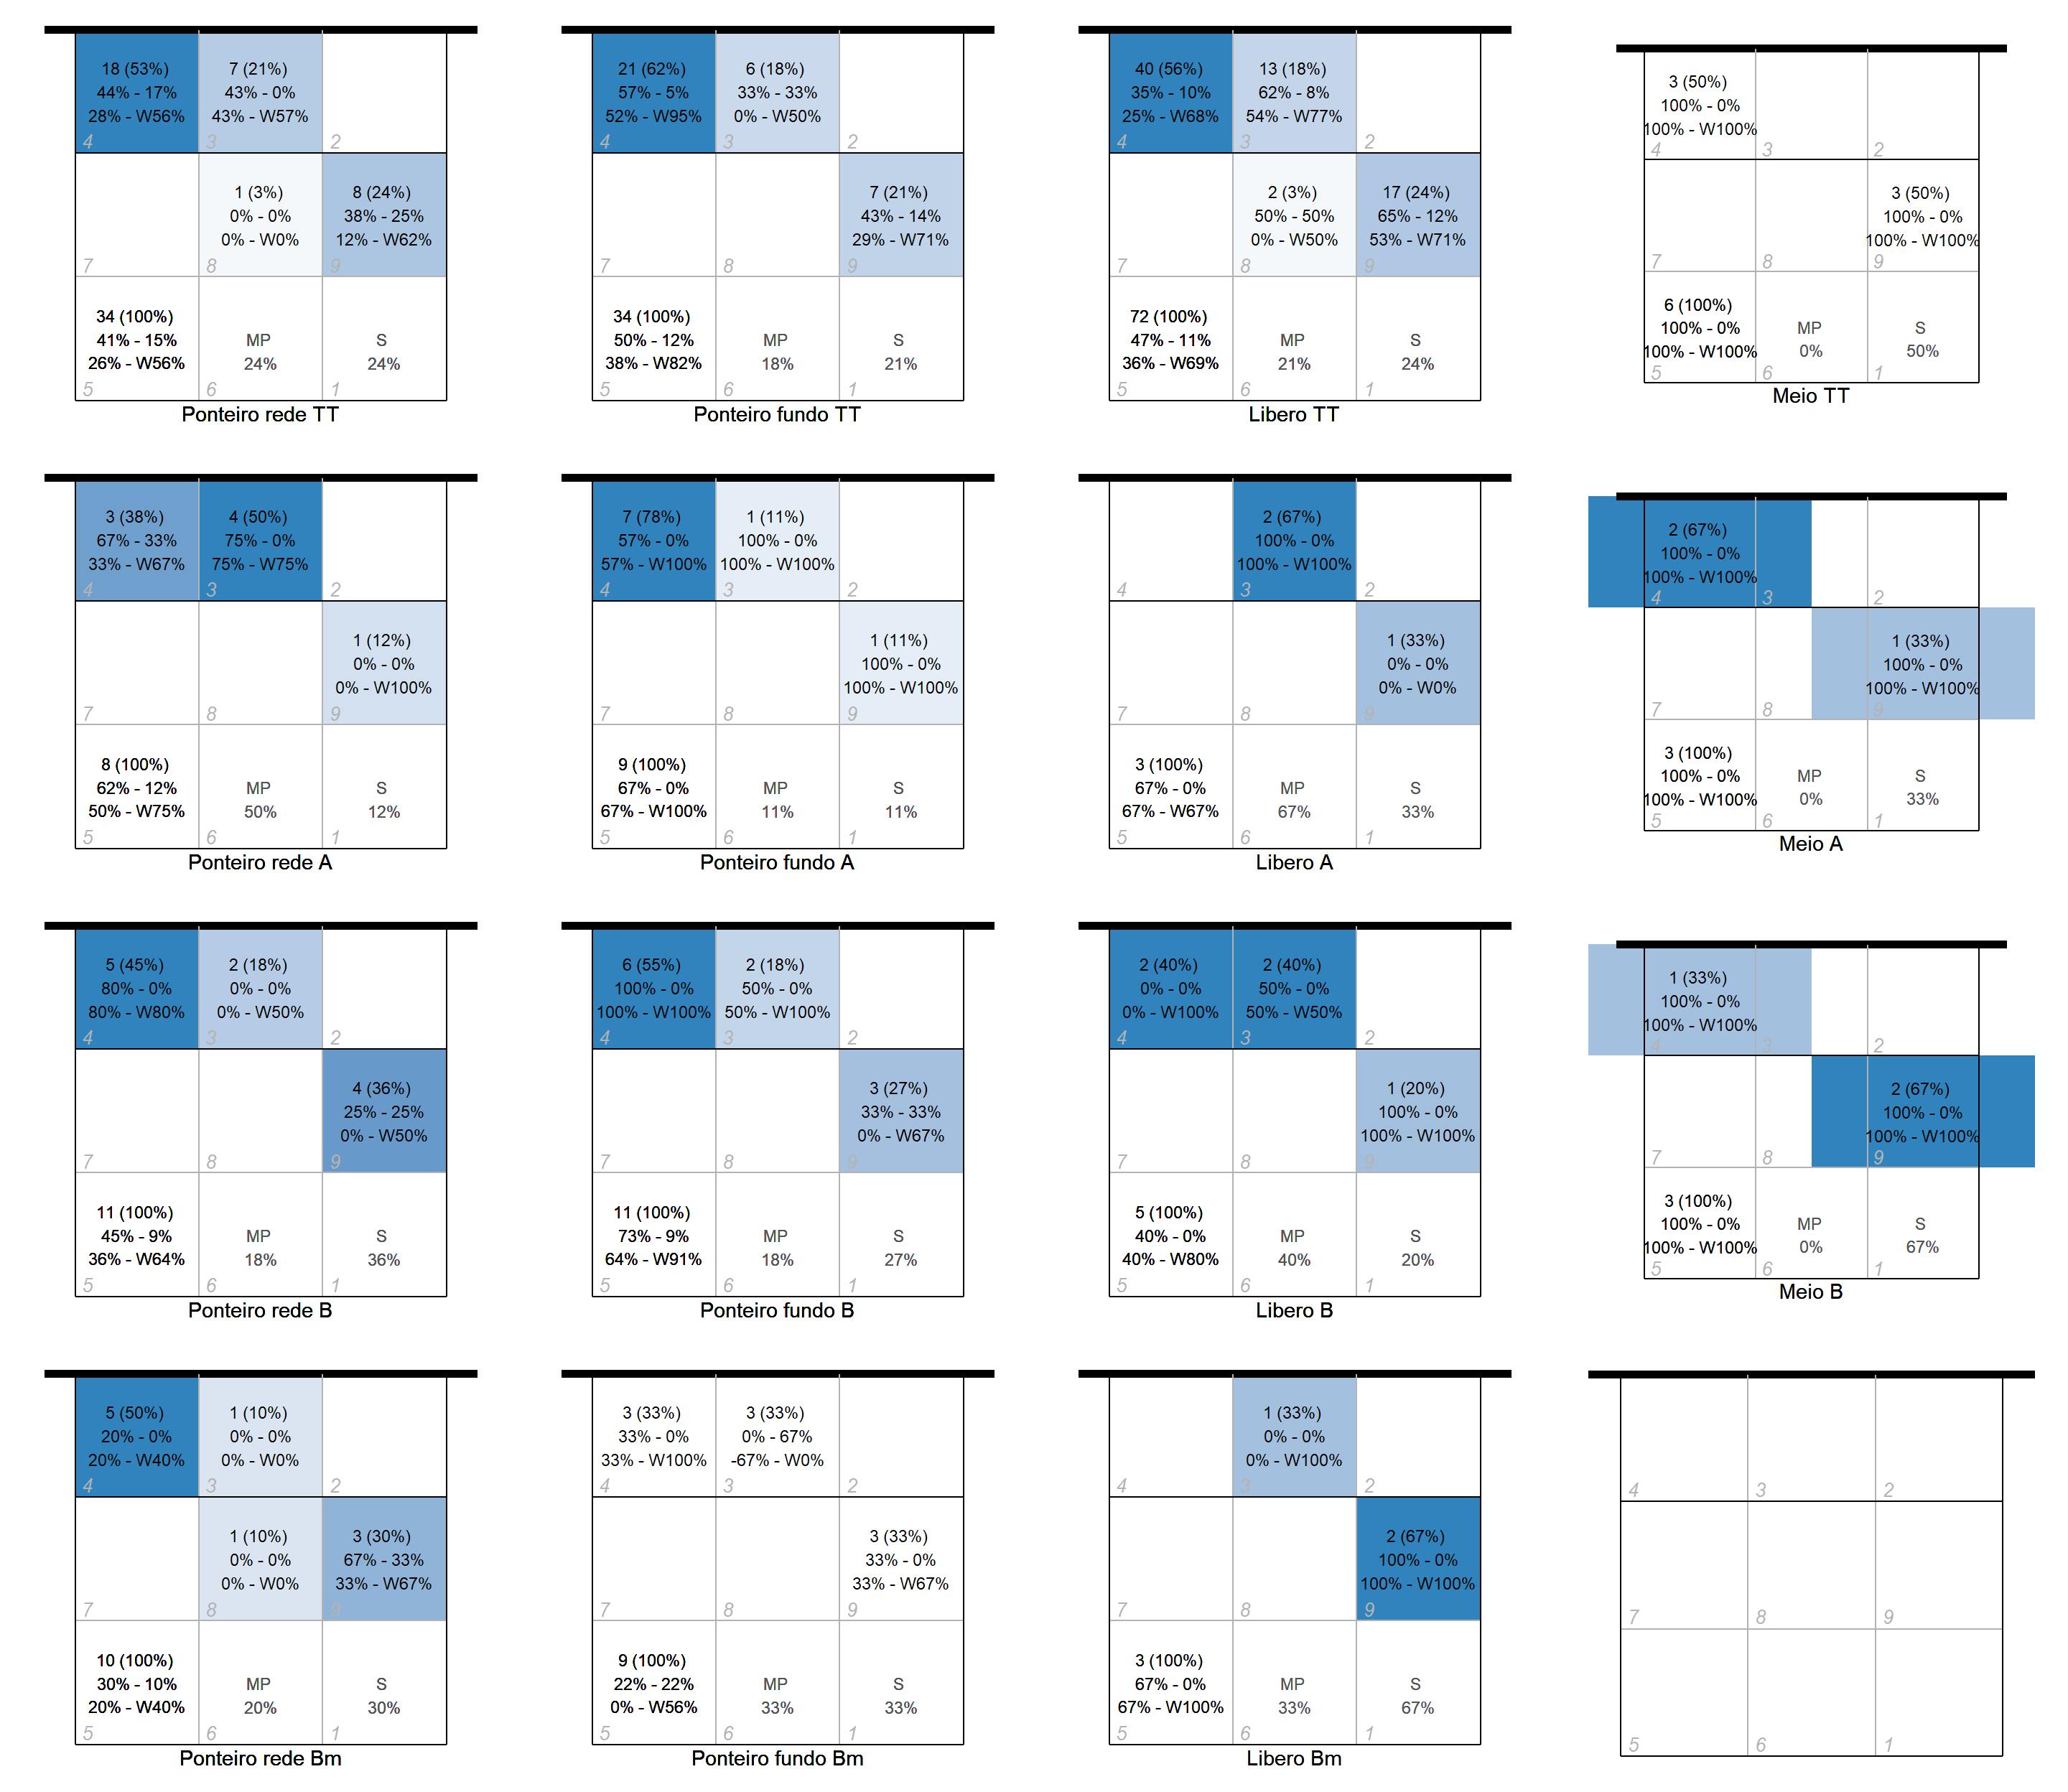 18 (53%)
44% - 17%
28% - W56%
4
7 (21%)
43% - 0%
43% - W57%
3
2
7
1 (3%)
0% - 0%
0% - W0%
8
8 (24%)
38% - 25%
12% - W62%
9
34 (100%)
41% - 15%
26% - W56%
5
MP
24%
6
S
24%
1
Ponteiro rede TT
21 (62%)
57% - 5%
52% - W95%
4
6 (18%)
33% - 33%
0% - W50%
3
2
7
8
7 (21%)
43% - 14%
29% - W71%
9
34 (100%)
50% - 12%
38% - W82%
5
MP
18%
6
S
21%
1
Ponteiro fundo TT
40 (56%)
35% - 10%
25% - W68%
4
13 (18%)
62% - 8%
54% - W77%
3
2
7
2 (3%)
50% - 50%
0% - W50%
8
17 (24%)
65% - 12%
53% - W71%
9
72 (100%)
47% - 11%
36% - W69%
5
MP
21%
6
S
24%
1
Libero TT
3 (50%)
100% - 0%
100% - W100%
4
3
2
7
8
3 (50%)
100% - 0%
100% - W100%
9
6 (100%)
100% - 0%
100% - W100%
5
MP
0%
6
S
50%
1
Meio TT
3 (38%)
67% - 33%
33% - W67%
4
4 (50%)
75% - 0%
75% - W75%
3
2
7
8
1 (12%)
0% - 0%
0% - W100%
9
8 (100%)
62% - 12%
50% - W75%
5
MP
50%
6
S
12%
1
Ponteiro rede A
7 (78%)
57% - 0%
57% - W100%
4
1 (11%)
100% - 0%
100% - W100%
3
2
7
8
1 (11%)
100% - 0%
100% - W100%
9
9 (100%)
67% - 0%
67% - W100%
5
MP
11%
6
S
11%
1
Ponteiro fundo A
4
2 (67%)
100% - 0%
100% - W100%
3
2
7
8
1 (33%)
0% - 0%
0% - W0%
9
3 (100%)
67% - 0%
67% - W67%
5
MP
67%
6
S
33%
1
Libero A
2 (67%)
100% - 0%
100% - W100%
4
3
2
7
8
1 (33%)
100% - 0%
100% - W100%
9
3 (100%)
100% - 0%
100% - W100%
5
MP
0%
6
S
33%
1
Meio A
5 (45%)
80% - 0%
80% - W80%
4
2 (18%)
0% - 0%
0% - W50%
3
2
7
8
4 (36%)
25% - 25%
0% - W50%
9
11 (100%)
45% - 9%
36% - W64%
5
MP
18%
6
S
36%
1
Ponteiro rede B
6 (55%)
100% - 0%
100% - W100%
4
2 (18%)
50% - 0%
50% - W100%
3
2
7
8
3 (27%)
33% - 33%
0% - W67%
9
11 (100%)
73% - 9%
64% - W91%
5
MP
18%
6
S
27%
1
Ponteiro fundo B
2 (40%)
0% - 0%
0% - W100%
4
2 (40%)
50% - 0%
50% - W50%
3
2
7
8
1 (20%)
100% - 0%
100% - W100%
9
5 (100%)
40% - 0%
40% - W80%
5
MP
40%
6
S
20%
1
Libero B
1 (33%)
100% - 0%
100% - W100%
4
3
2
7
8
2 (67%)
100% - 0%
100% - W100%
9
3 (100%)
100% - 0%
100% - W100%
5
MP
0%
6
S
67%
1
Meio B
5 (50%)
20% - 0%
20% - W40%
4
1 (10%)
0% - 0%
0% - W0%
3
2
7
1 (10%)
0% - 0%
0% - W0%
8
3 (30%)
67% - 33%
33% - W67%
9
10 (100%)
30% - 10%
20% - W40%
5
MP
20%
6
S
30%
1
Ponteiro rede Bm
3 (33%)
33% - 0%
33% - W100%
4
3 (33%)
0% - 67%
-67% - W0%
3
2
7
8
3 (33%)
33% - 0%
33% - W67%
9
9 (100%)
22% - 22%
0% - W56%
5
MP
33%
6
S
33%
1
Ponteiro fundo Bm
4
1 (33%)
0% - 0%
0% - W100%
3
2
7
8
2 (67%)
100% - 0%
100% - W100%
9
3 (100%)
67% - 0%
67% - W100%
5
MP
33%
6
S
67%
1
Libero Bm
4
3
2
7
8
9
5
6
1